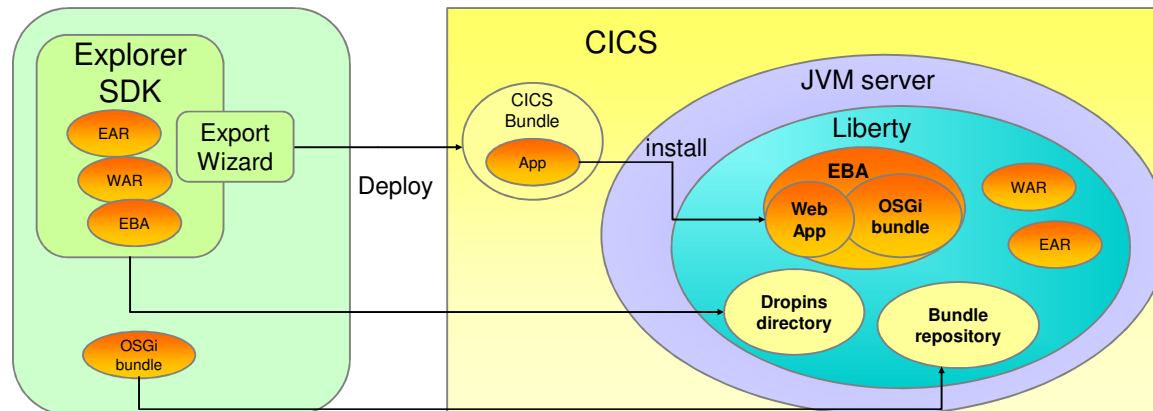 Explorer
SDK
EAR
WAR
EBA
Export
Wizard
OSGi
bundle
Deploy
CICS
CICS
Bundle
App
install
JVM server
Liberty
EBA
Web
App
OSGi
bundle
WAR
EAR
Dropins
directory
Bundle
repository